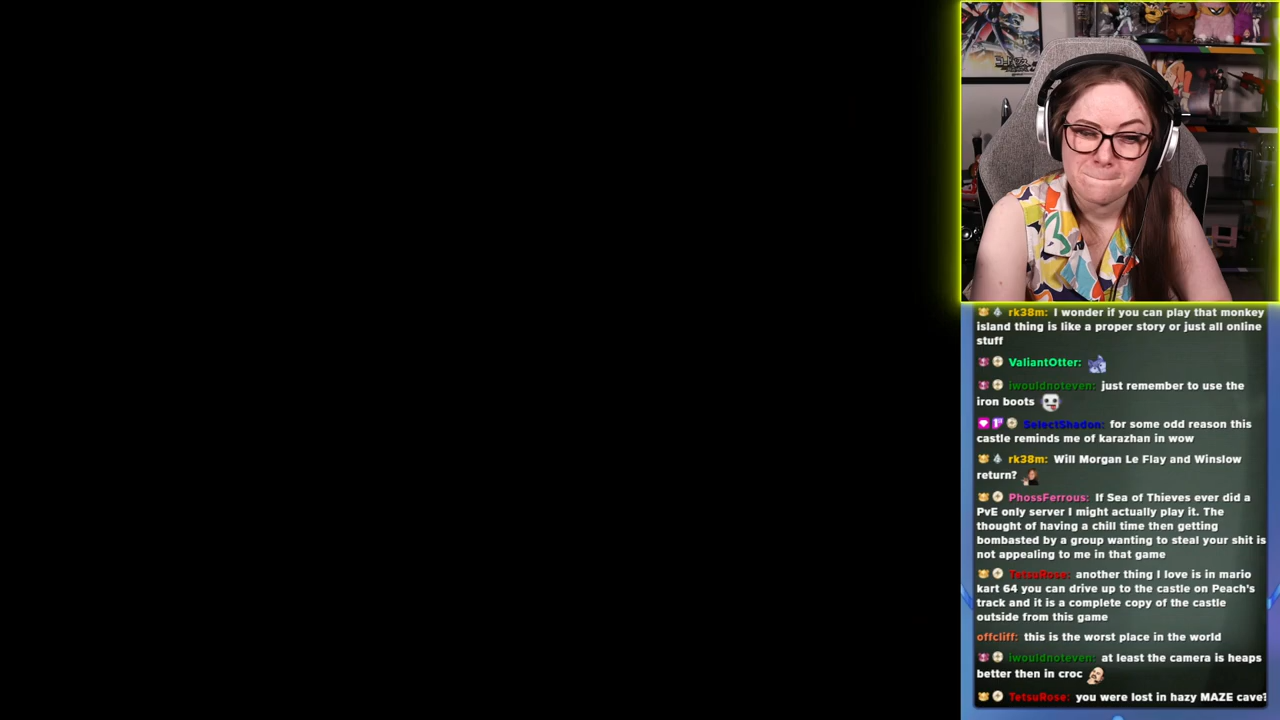 rk38m: I wonder if you can play that monkey
island thing is like a proper story or just all online
stuff
ValiantOtter:
iwouldnoteven: just remember to use the
iron boots
SelectShadon: for some odd reason this
castle reminds me of karazhan in wow
rk38m: Will Morgan Le Flay and Winslow
return?
PhossFerrous: If Sea of Thieves ever did a
PvE only server I might actually play it. The
thought of having a chill time then getting
bombasted by a group wanting to steal your shit is
not appealing to me in that game
TetsuRose: another thing I love is in mario
kart 64 you can drive up to the castle on Peach's
track and it is a complete copy of the castle
outside from this game
offcliff: this is the worst place in the world
iwouldnoteven: at least the camera is heaps
better then in croc
TetsuRose: you were lost in hazy MAZE cave?